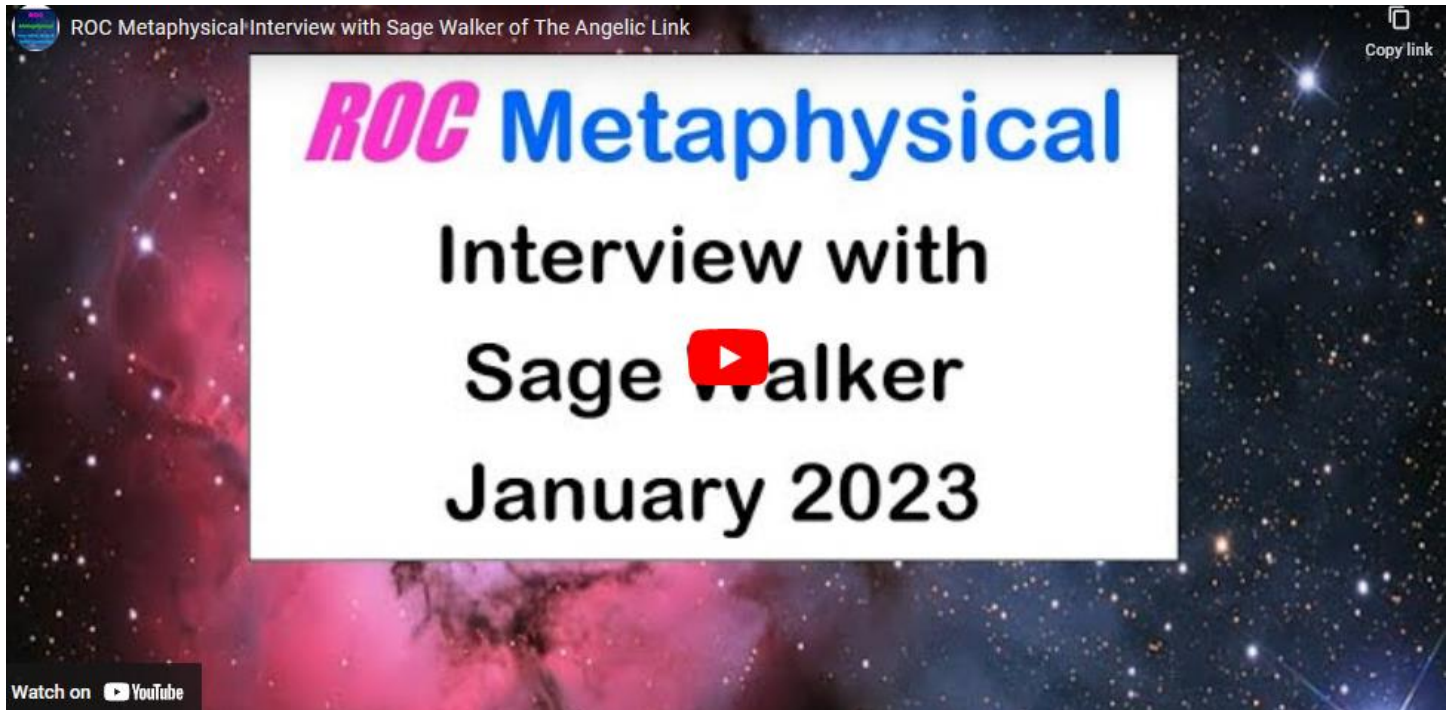 ROC Metaphysical Interview with Sage Walker of The Angelic Link
Copy link
ROC Metaphysical
Interview with
Sage Walker
January 2023
Watch on YouTube